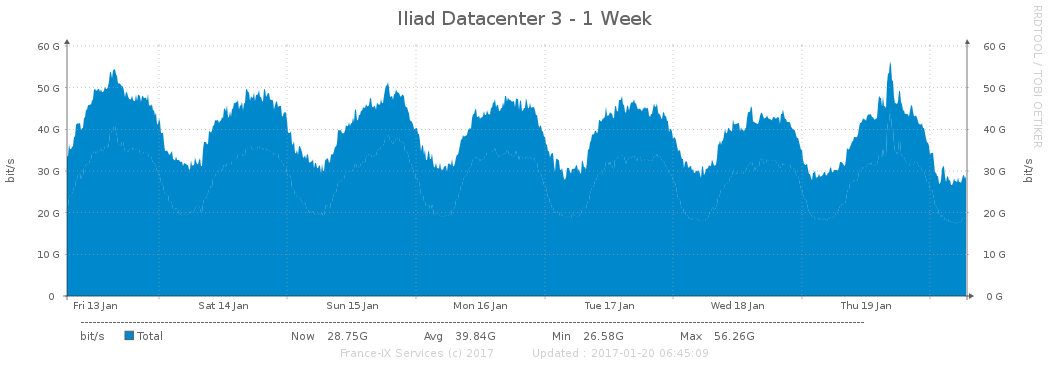 Iliad Datacenter 3 - 1 Week
RRDTOOL / TOBI OETIKER
60 G 60 G
50 G 50 G
40 G 40 G
30 G 30 G
20 G 20 G
10 G 10 G
0 0 G
bit/s
bit/s
Fri 13 Jan Sat 14 Jan Sun 15 Jan Mon 16 Jan Tue 17 Jan Wed 18 Jan Thu 19 Jan
bit/s Total Now 28.75G Avg 39.84G Min 26.58G Max 56.26G
France-IX Services (c) 2017 Updated : 2017-01-20 06:45:09